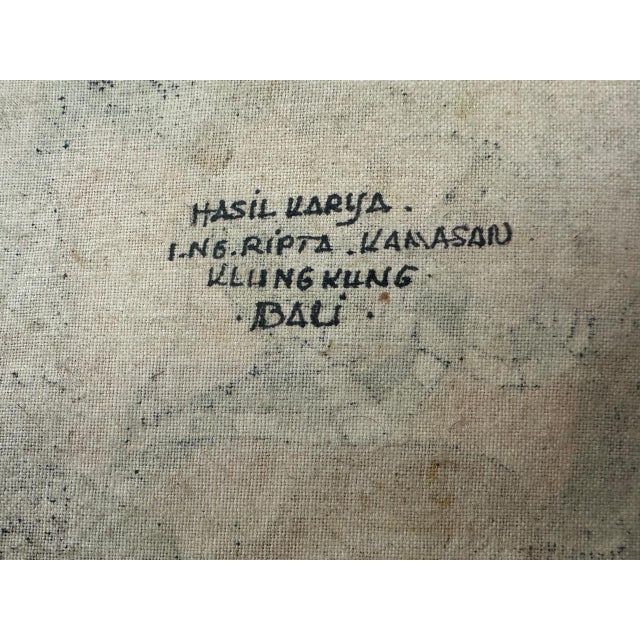 HASiL KARYA .
I. NG. RIPTA . KAMASAN
KLUNGKUNG
· BALi ·